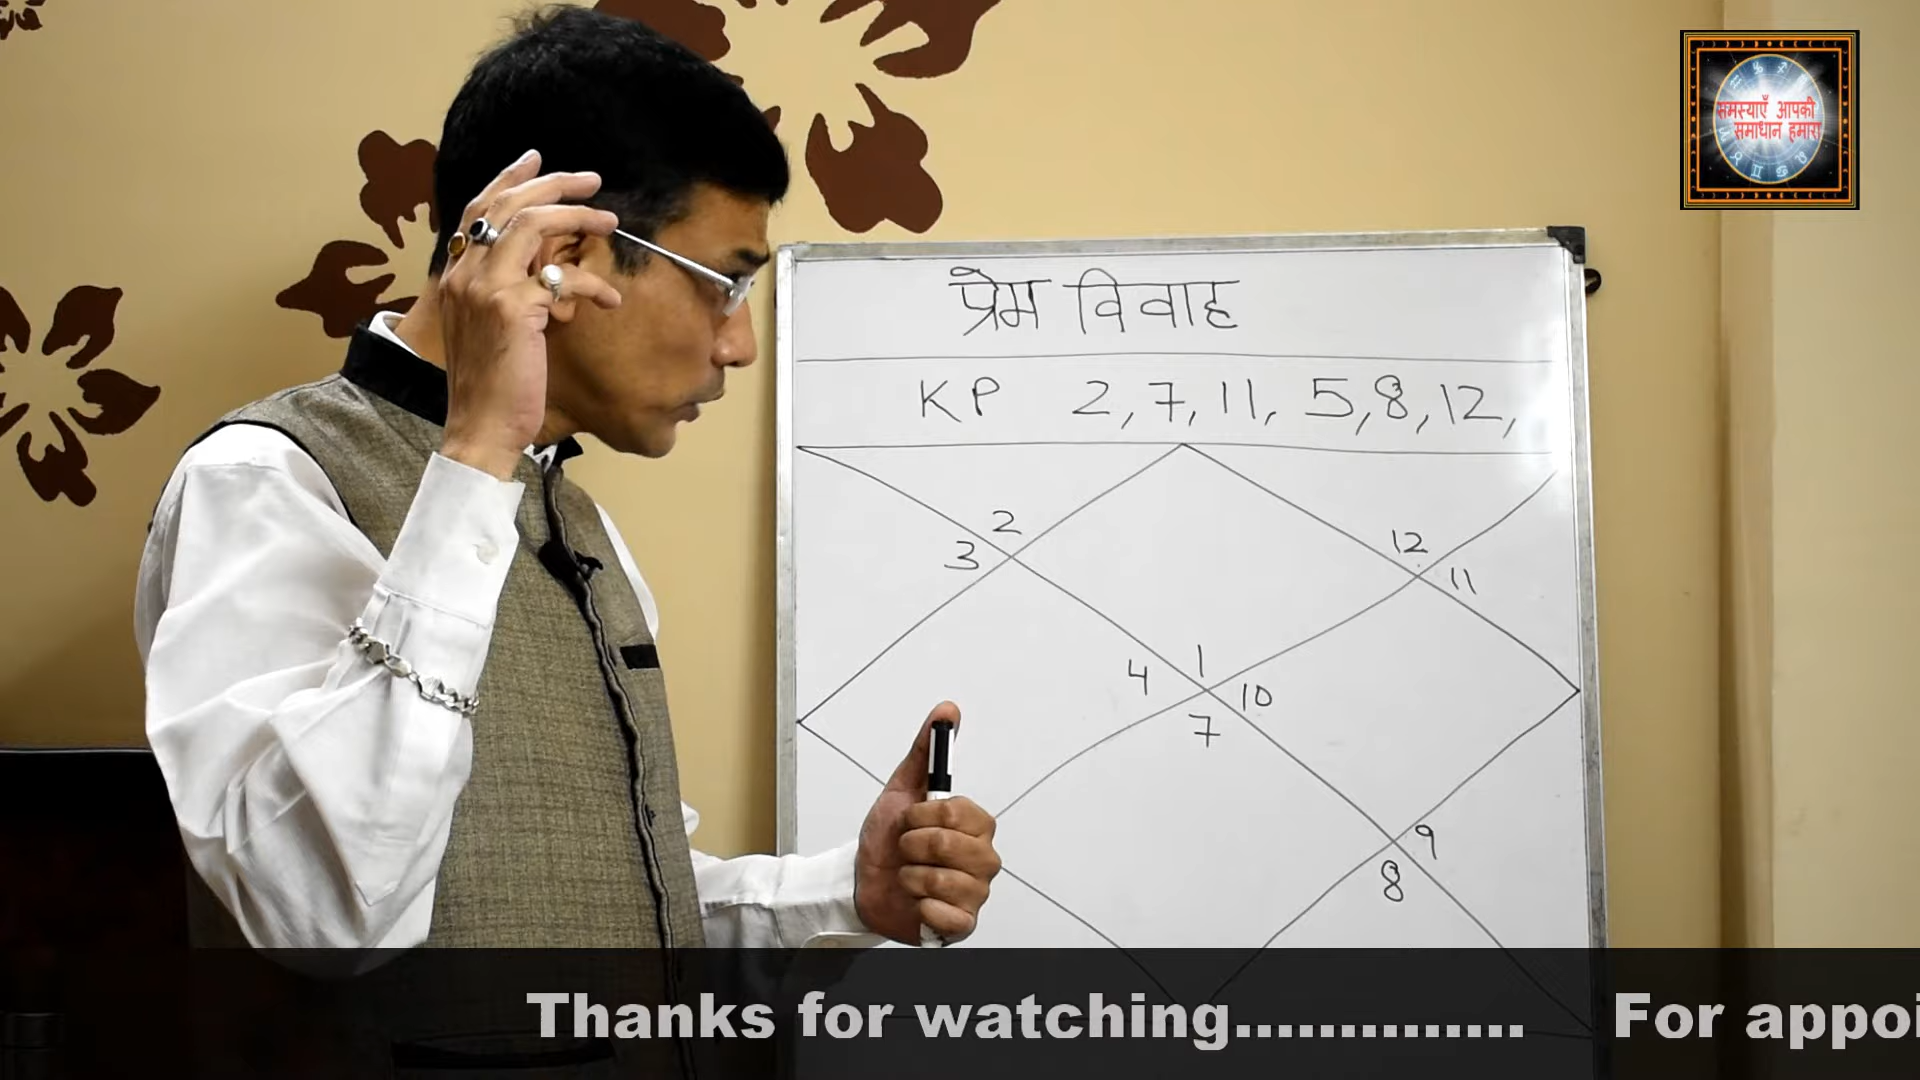 समस्याएँ आपकी
समाधान हमारा
प्रेम विवाह
KP 2, 7, 11, 5, 8, 12,
2
12
3
11
1
4
10
7
9
8
Thanks for watching.............. For appoi